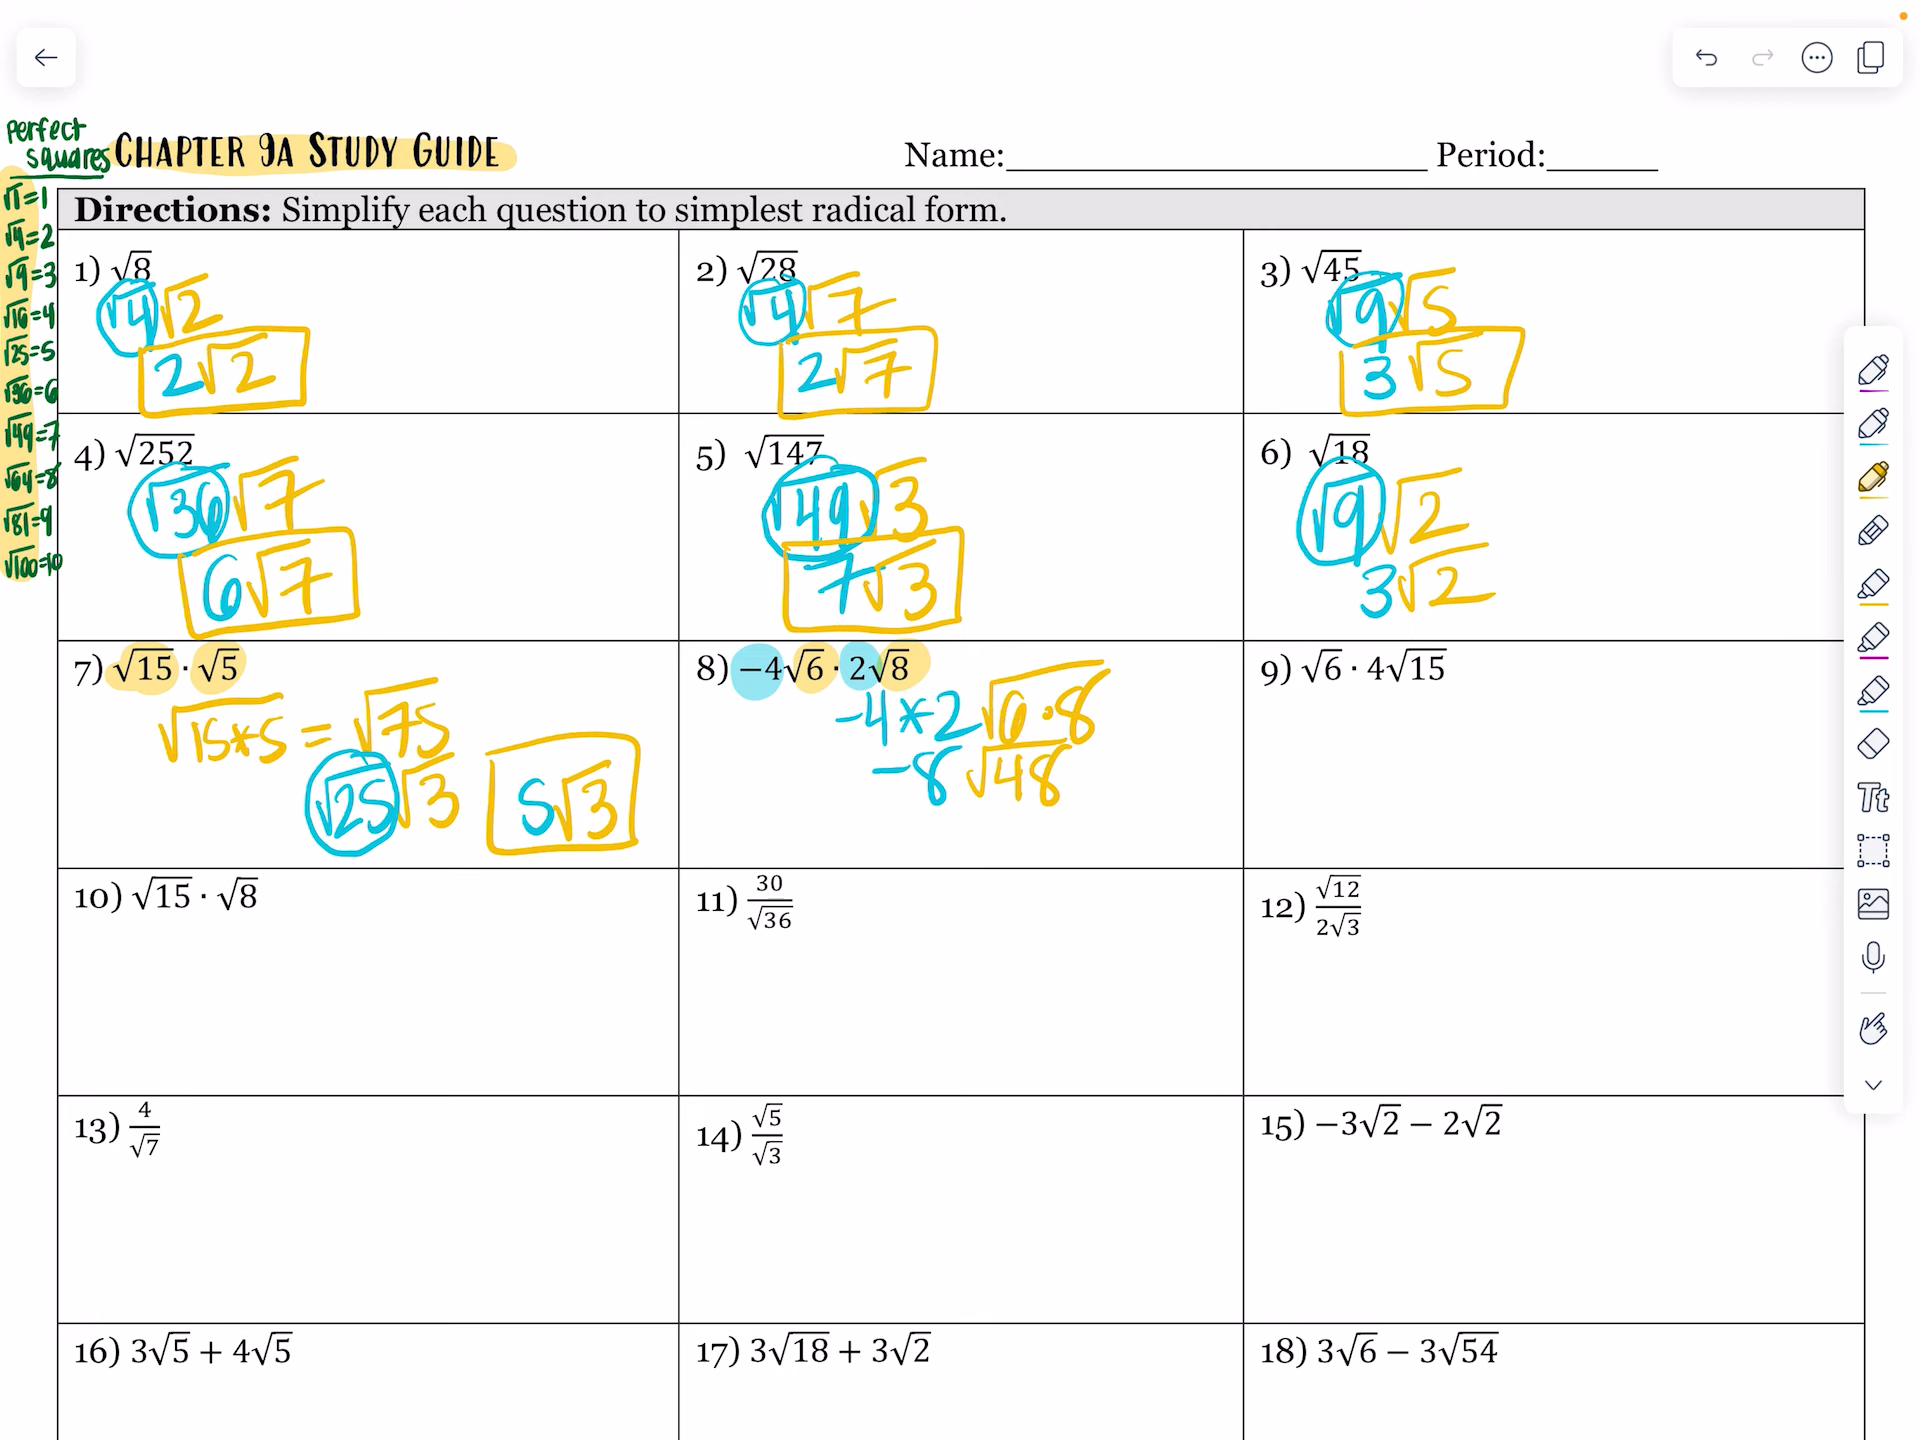 perfect
squares
CHAPTER 9A STUDY GUIDE
Name:____________ Period:______
√1=1
√4=2
√9=3
√16=4
√25=5
√36=6
√49=7
√64=8
√81=9
√100=10
Directions: Simplify each question to simplest radical form.
1) √8
√4 √2
2√2
2) √28
√4 √7
2√7
3) √45
√9 √5
3√5
4) √252
√36 √7
6√7
5) √147
√49 √3
7√3
6) √18
√9 √2
3√2
7) √15 · √5
√15*5 = √75
√25 √3
5√3
8) −4√6 · 2√8
-4*2 √6·8
-8 √48
9) √6 · 4√15
10) √15 · √8
11) 30/√36
12) √12/2√3
13) 4/√7
14) √5/√3
15) −3√2 − 2√2
16) 3√5 + 4√5
17) 3√18 + 3√2
18) 3√6 − 3√54
Tt